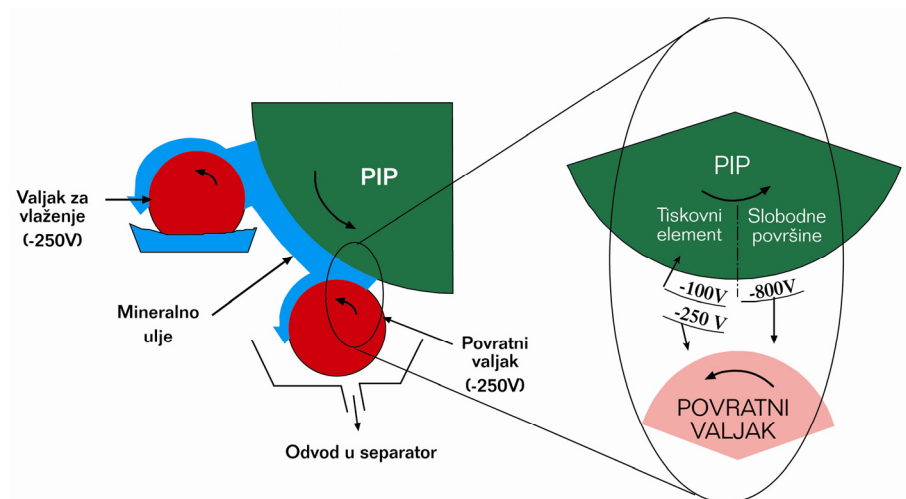 Valjak za
vlaženje
(-250V)
PIP
Mineralno
ulje
Povratni
valjak
(-250V)
Odvod u separator
PIP
Tiskovni
element
Slobodne
površine
-100V
-800V
-250 V
POVRATNI
VALJAK